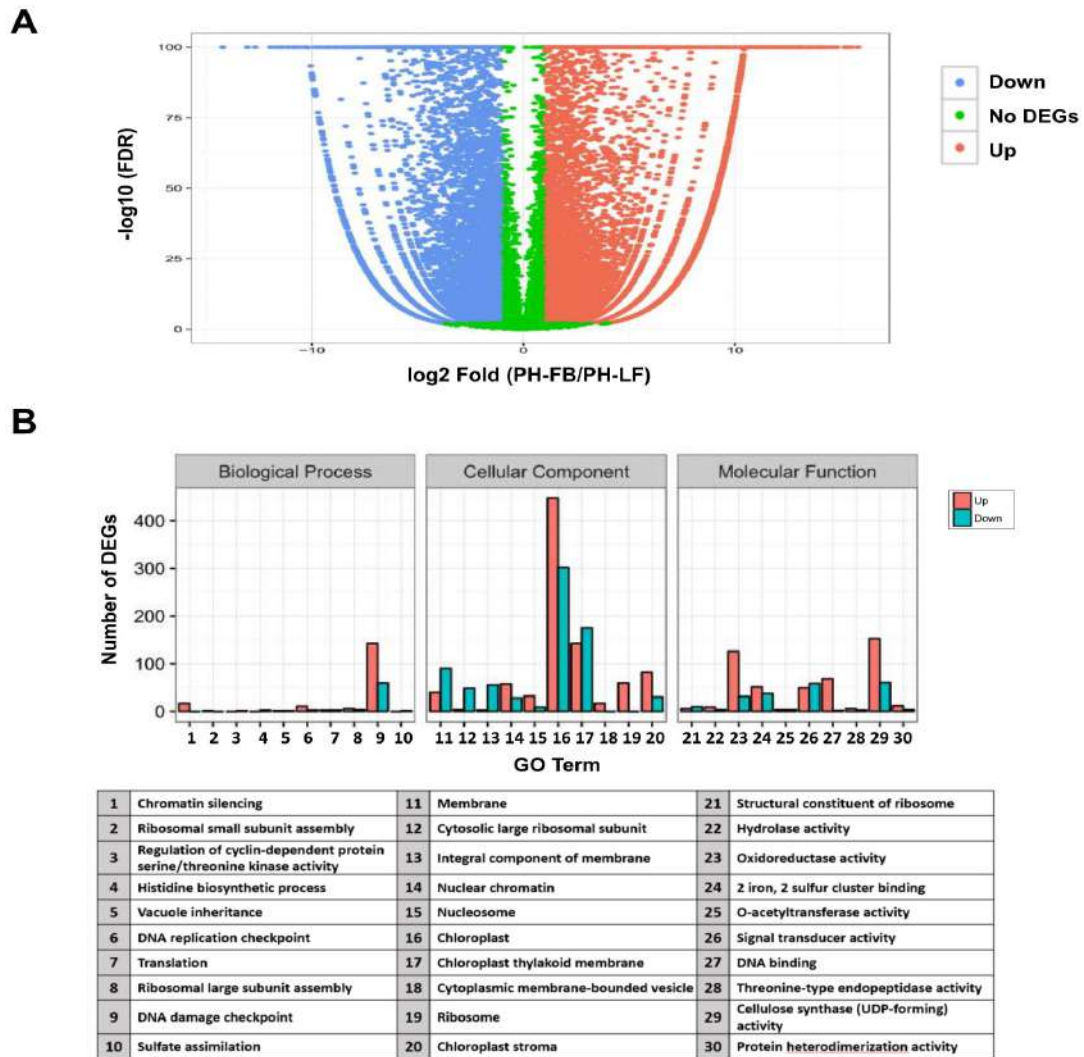 A
-log10 (FDR)
100
75
50
25
0
-10
0
10
log2 Fold (PH-FB/PH-LF)
Down
No DEGs
Up
B
Biological Process
Cellular Component
Molecular Function
Number of DEGs
400
300
200
100
0
1 2 3 4 5 6 7 8 9 10 11 12 13 14 15 16 17 18 19 20 21 22 23 24 25 26 27 28 29 30
GO Term
Up
Down
1 Chromatin silencing 11 Membrane 21 Structural constituent of ribosome
2 Ribosomal small subunit assembly 12 Cytosolic large ribosomal subunit 22 Hydrolase activity
3 Regulation of cyclin-dependent protein
serine/threonine kinase activity 13 Integral component of membrane 23 Oxidoreductase activity
4 Histidine biosynthetic process 14 Nuclear chromatin 24 2 iron, 2 sulfur cluster binding
5 Vacuole inheritance 15 Nucleosome 25 O-acetyltransferase activity
6 DNA replication checkpoint 16 Chloroplast 26 Signal transducer activity
7 Translation 17 Chloroplast thylakoid membrane 27 DNA binding
8 Ribosomal large subunit assembly 18 Cytoplasmic membrane-bounded vesicle 28 Threonine-type endopeptidase activity
9 DNA damage checkpoint 19 Ribosome 29 Cellulose synthase (UDP-forming)
activity
10 Sulfate assimilation 20 Chloroplast stroma 30 Protein heterodimerization activity